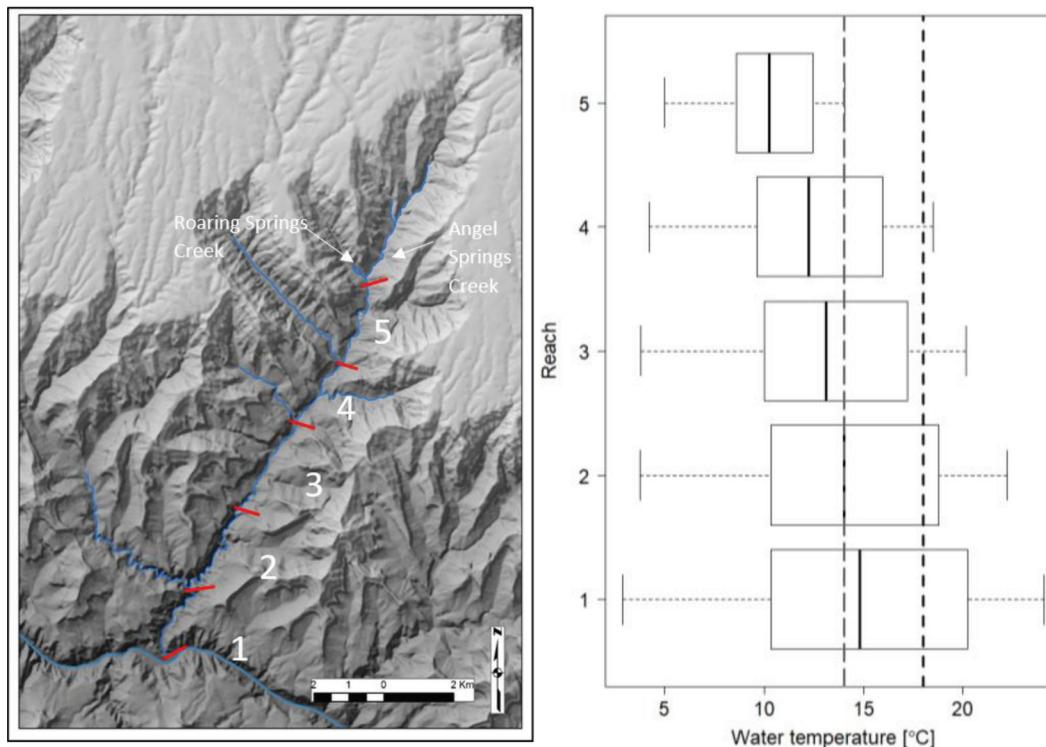 Roaring Springs
Creek
Angel
Springs
Creek
5
4
3
2
1
N
2 1 0 2 Km
Reach
5
4
3
2
1
5 10 15 20
Water temperature [°C]